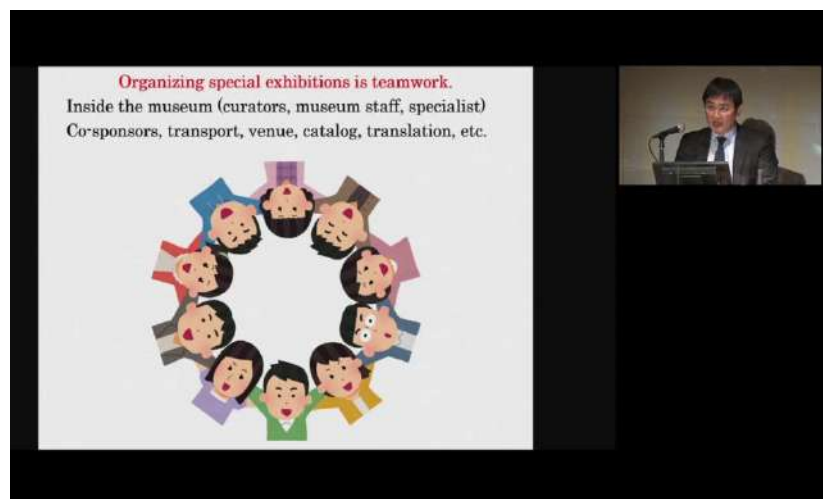 Organizing special exhibitions is teamwork.
Inside the museum (curators, museum staff, specialist)
Co-sponsors, transport, venue, catalog, translation, etc.